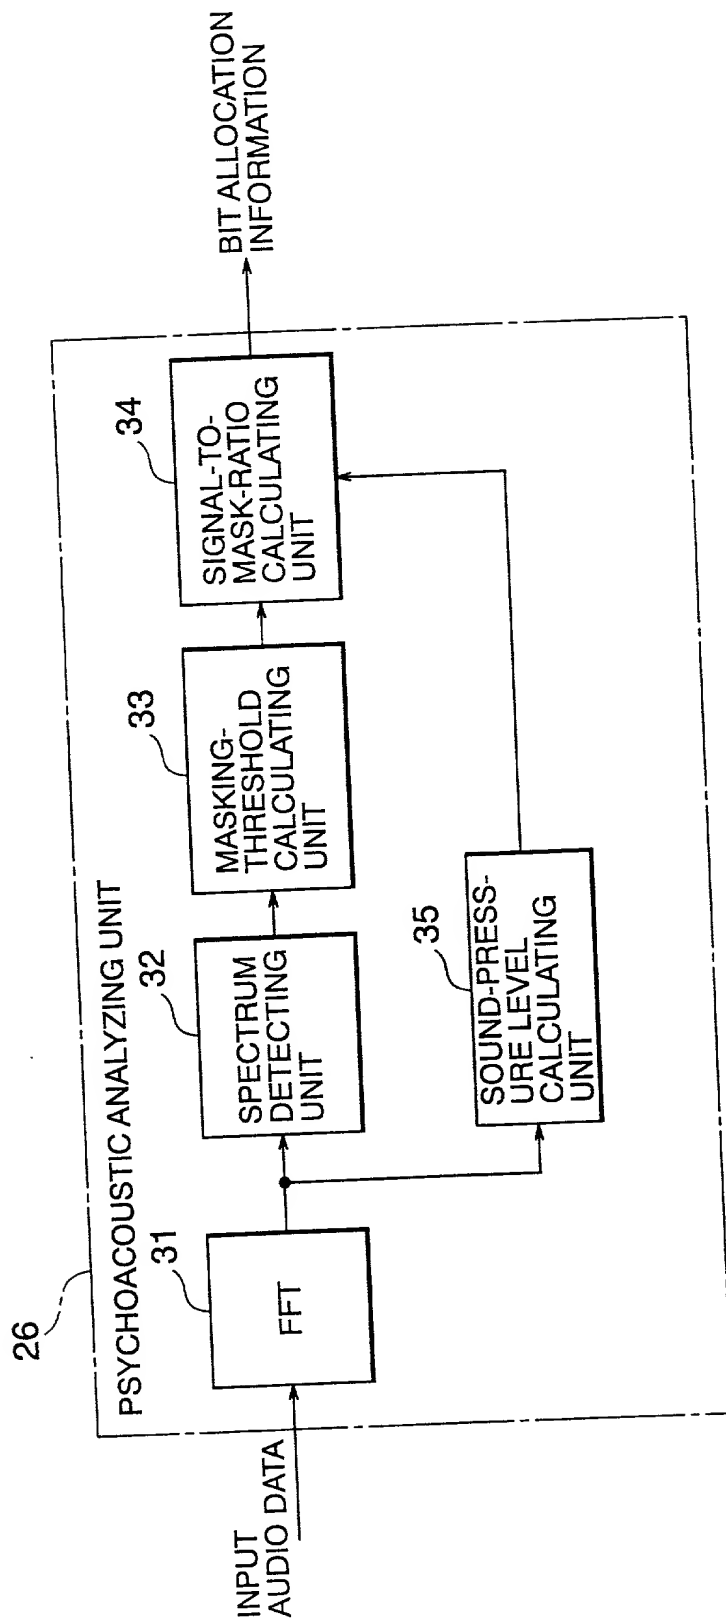 26
PSYCHOACOUSTIC ANALYZING UNIT
INPUT
AUDIO DATA
31
FFT
32
SPECTRUM
DETECTING
UNIT
33
MASKING-
THRESHOLD
CALCULATING
UNIT
34
SIGNAL-TO-
MASK-RATIO
CALCULATING
UNIT
35
SOUND-PRESS-
URE LEVEL
CALCULATING
UNIT
BIT ALLOCATION
INFORMATION